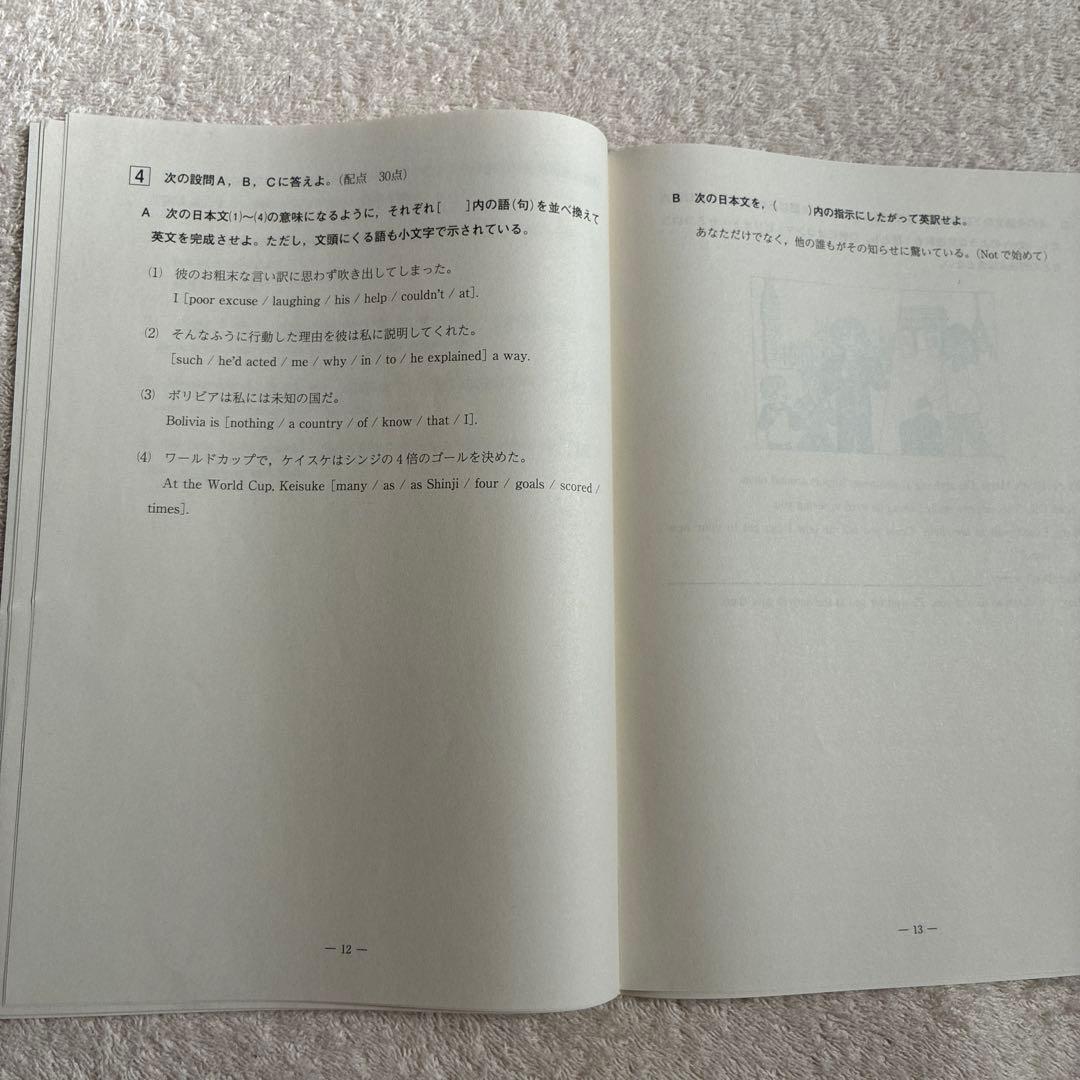 4 次の設問A，B，Cに答えよ。（配点　30点）
A　次の日本文⑴～⑷の意味になるように，それぞれ[　　]内の語(句)を並べ換えて
英文を完成させよ。ただし，文頭にくる語も小文字で示されている。
⑴　彼のお粗末な言い訳に思わず吹き出してしまった。
I [poor excuse / laughing / his / help / couldn't / at].
⑵　そんなふうに行動した理由を彼は私に説明してくれた。
[such / he'd acted / me / why / in / to / he explained] a way.
⑶　ボリビアは私には未知の国だ。
Bolivia is [nothing / a country / of / know / that / I].
⑷　ワールドカップで，ケイスケはシンジの4倍のゴールを決めた。
At the World Cup, Keisuke [many / as / as Shinji / four / goals / scored /
times].
— 12 —
B　次の日本文を，(　　)内の指示にしたがって英訳せよ。
あなただけでなく，他の誰もがその知らせに驚いている。（Notで始めて）
— 13 —